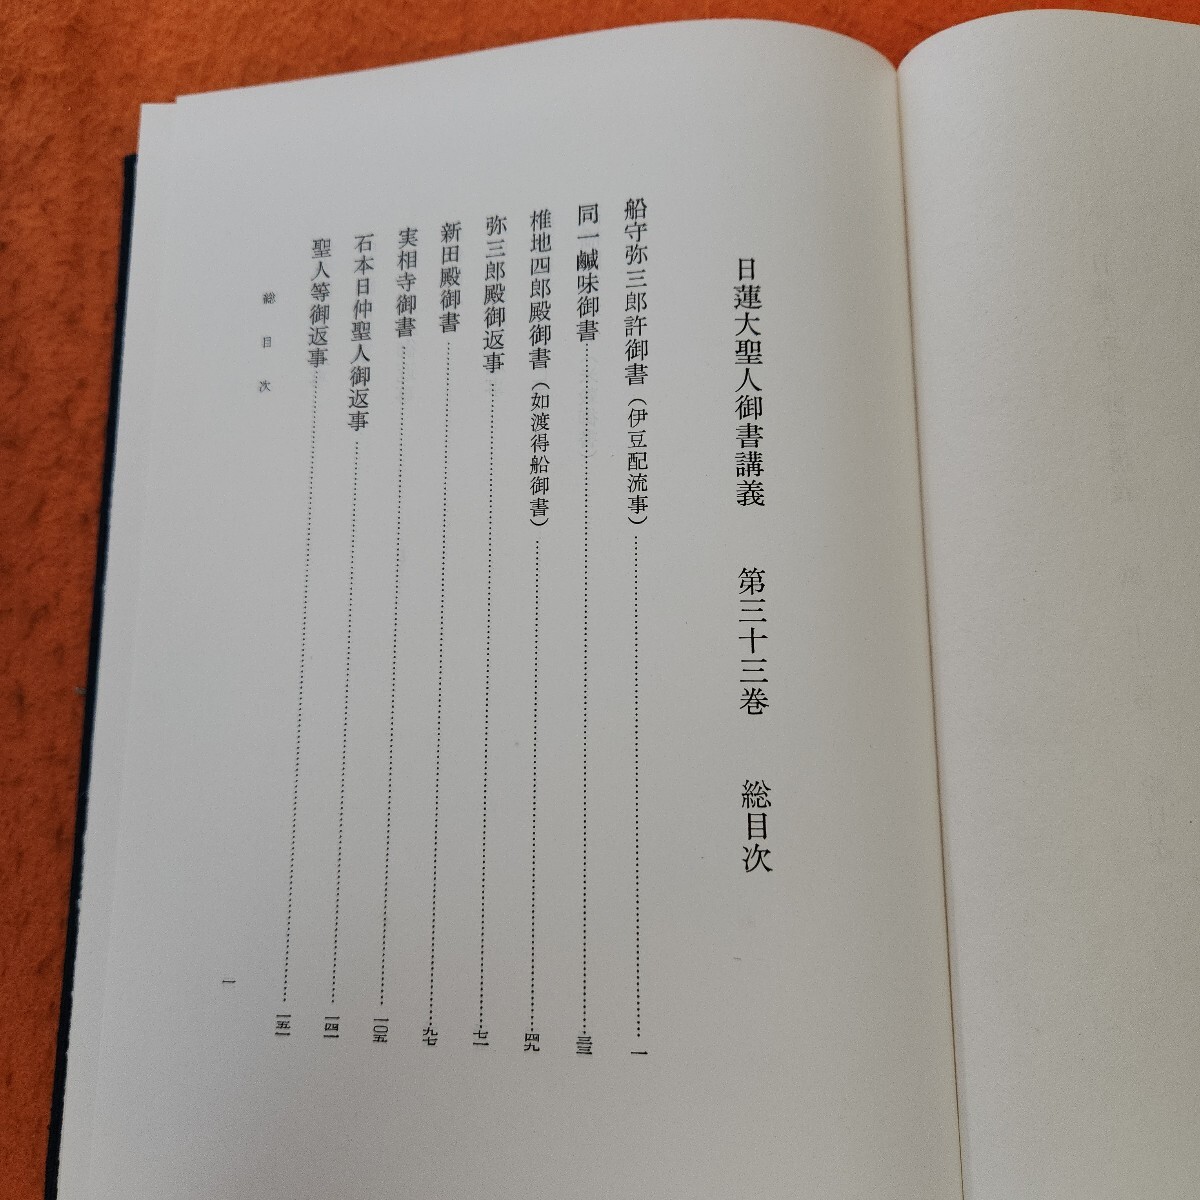 日蓮大聖人御書講義　第三十三巻　総目次
船守弥三郎許御書（伊豆配流事）…………一
同一鹹味御書…………三三
椎地四郎殿御書（如渡得船御書）…………四九
弥三郎殿御返事…………七一
新田殿御書…………九七
実相寺御書…………一〇五
石本日仲聖人御返事…………一四一
聖人等御返事…………一五一
総目次
一